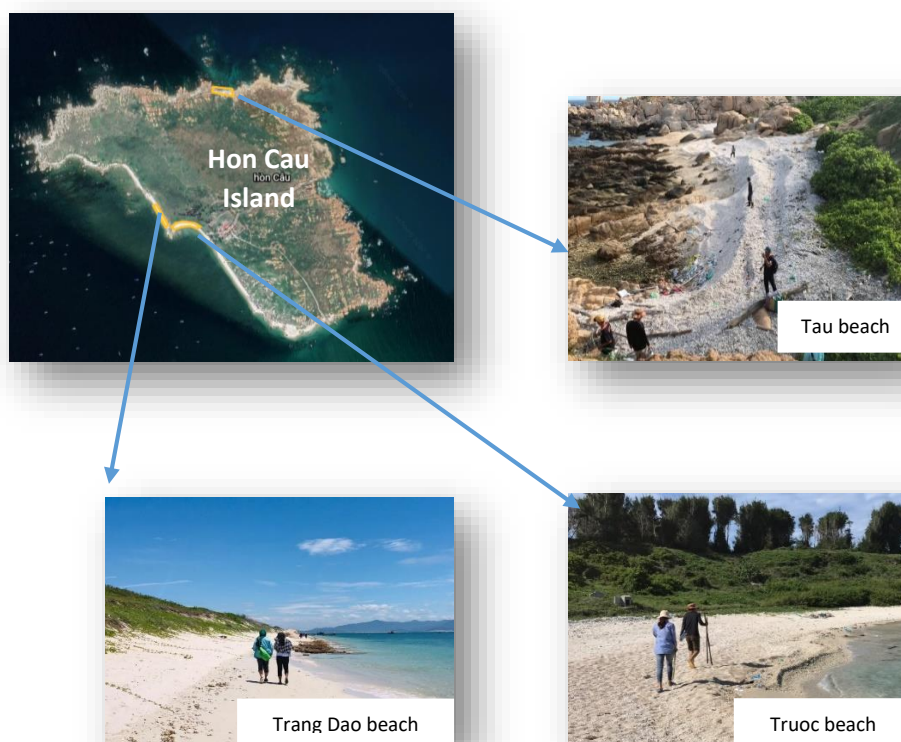 Hon Cau
hòn Câu
Island
Tau beach
Trang Dao beach
Truoc beach